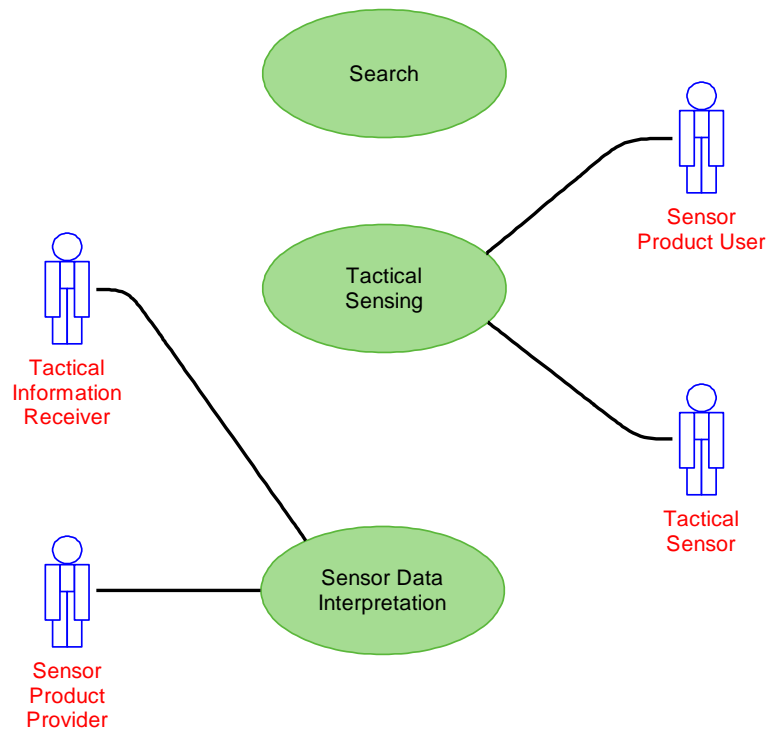 Search
Sensor
Product User
Tactical
Sensing
Tactical
Information
Receiver
Tactical
Sensor
Sensor Data
Interpretation
Sensor
Product
Provider